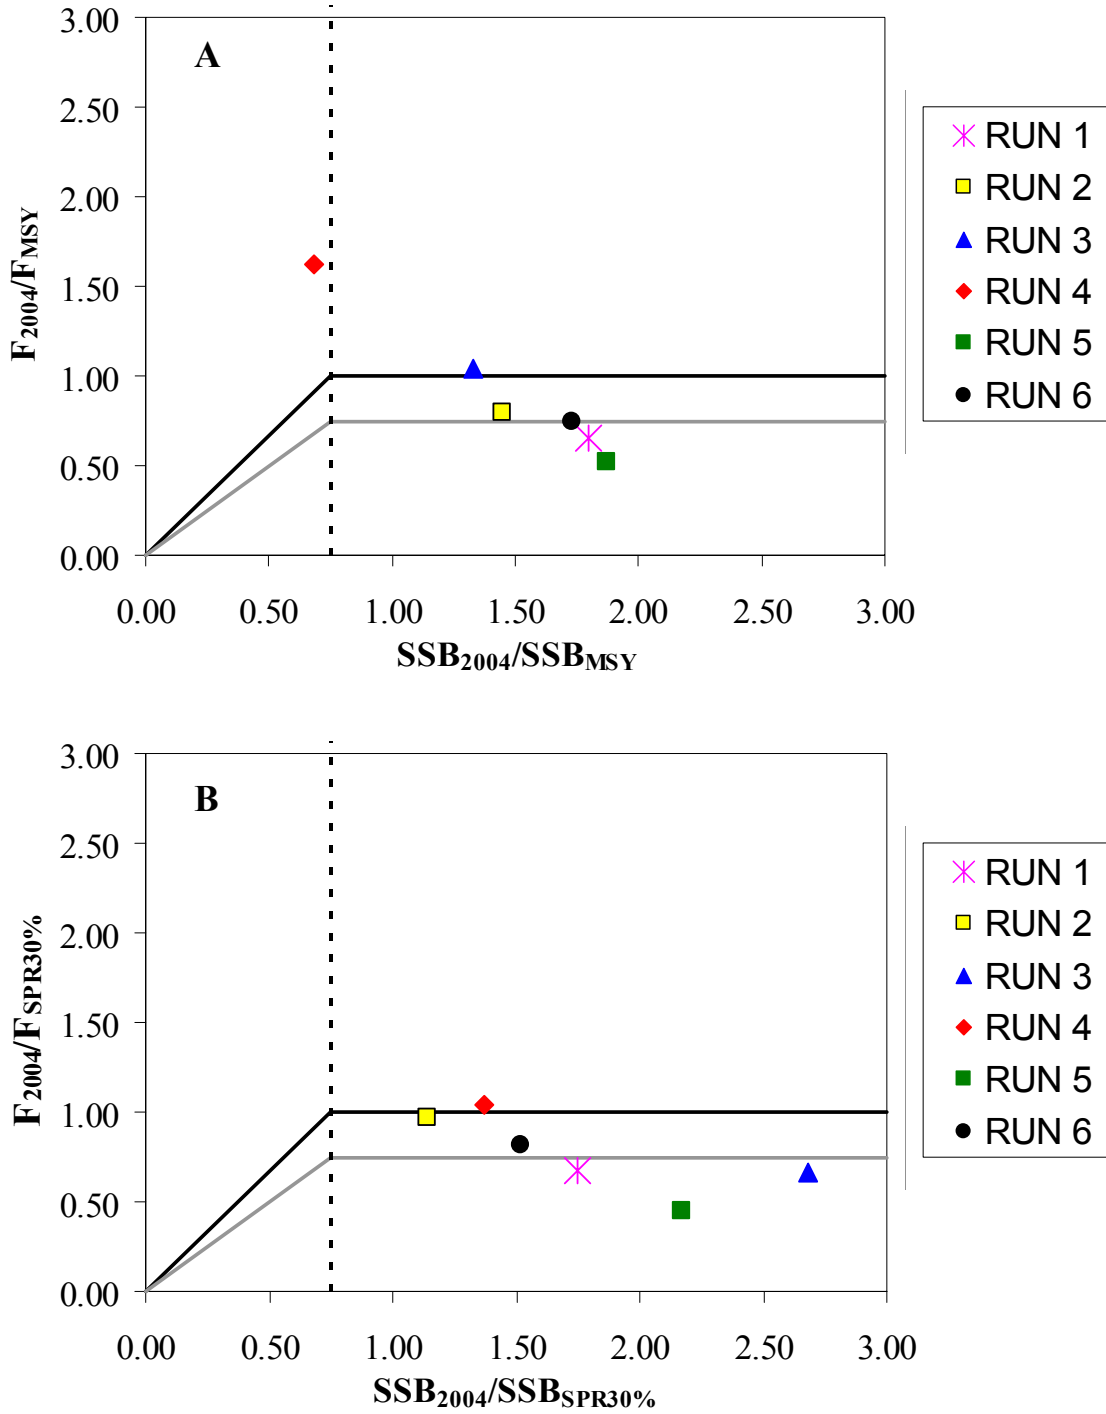 A
3.00
2.50
2.00
1.50
1.00
0.50
0.00
F2004/FMSY
0.00 0.50 1.00 1.50 2.00 2.50 3.00
SSB2004/SSBMSY
RUN 1
RUN 2
RUN 3
RUN 4
RUN 5
RUN 6
B
3.00
2.50
2.00
1.50
1.00
0.50
0.00
F2004/FSPR30%
0.00 0.50 1.00 1.50 2.00 2.50 3.00
SSB2004/SSBSPR30%
RUN 1
RUN 2
RUN 3
RUN 4
RUN 5
RUN 6